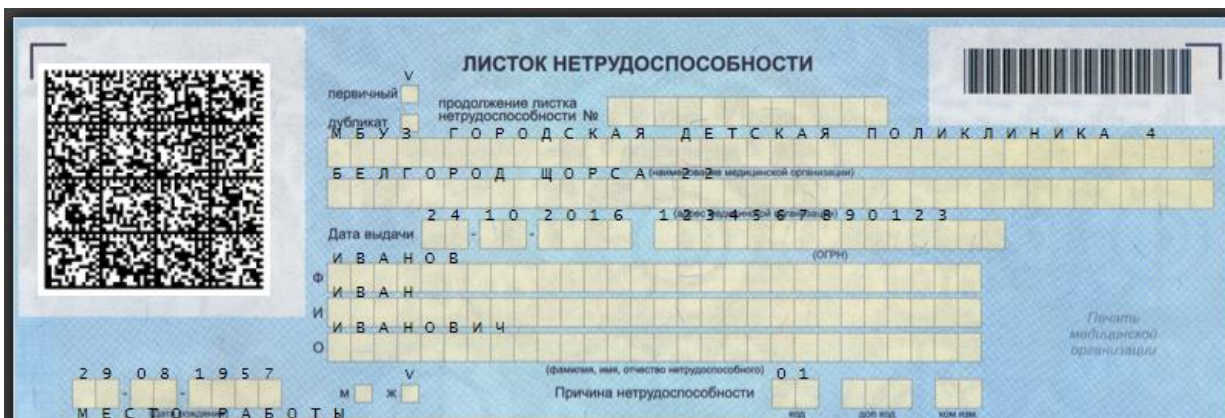 ЛИСТОК НЕТРУДОСПОСОБНОСТИ
V
первичный
продолжение листка
нетрудоспособности №
дубликат
МБУЗ ГОРОДСКАЯ ДЕТСКАЯ ПОЛИКЛИНИКА 4
(наименование медицинской организации)
БЕЛГОРОД ЩОРСА 22
(адрес медицинской организации)
24 10 2016 1234567890123
Дата выдачи - -
(ОГРН)
ИВАНОВ
Ф
ИВАН
И
ИВАНОВИЧ
О
Печать
медицинской
организации
(фамилия, имя, отчество нетрудоспособного)
29 08 1957 V 01
- - м ж Причина нетрудоспособности
код доп код код изм.
МЕСТО РАБОТЫ
(дата рождения)